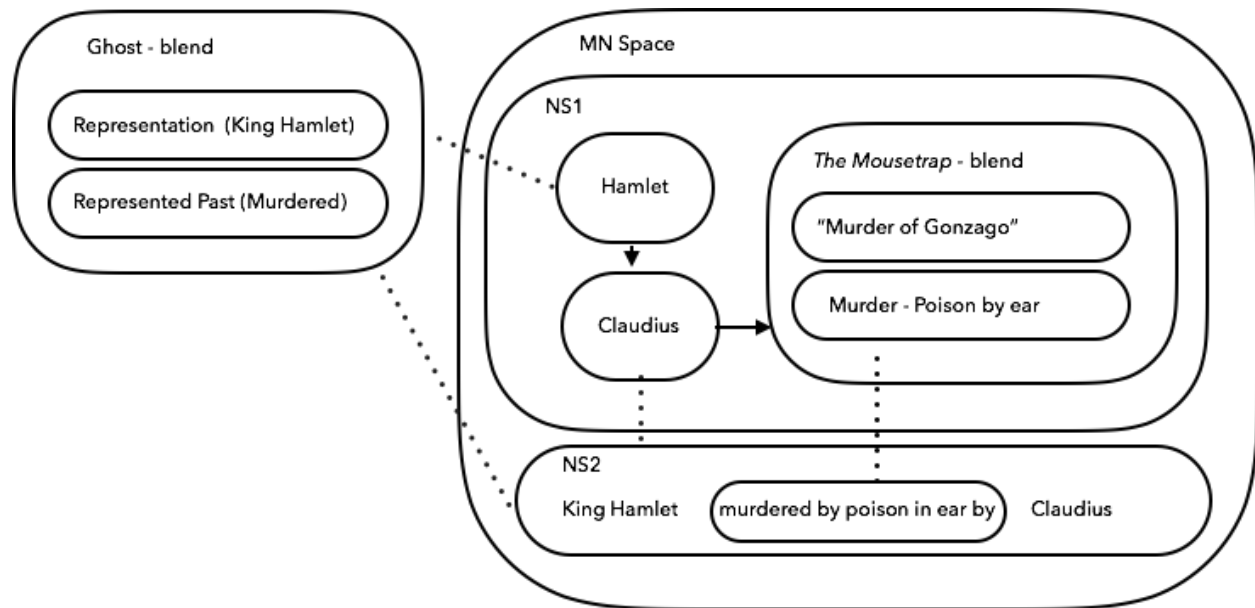 Ghost - blend
Representation (King Hamlet)
Represented Past (Murdered)
MN Space
NS1
Hamlet
Claudius
The Mousetrap - blend
“Murder of Gonzago”
Murder - Poison by ear
NS2
King Hamlet murdered by poison in ear by Claudius